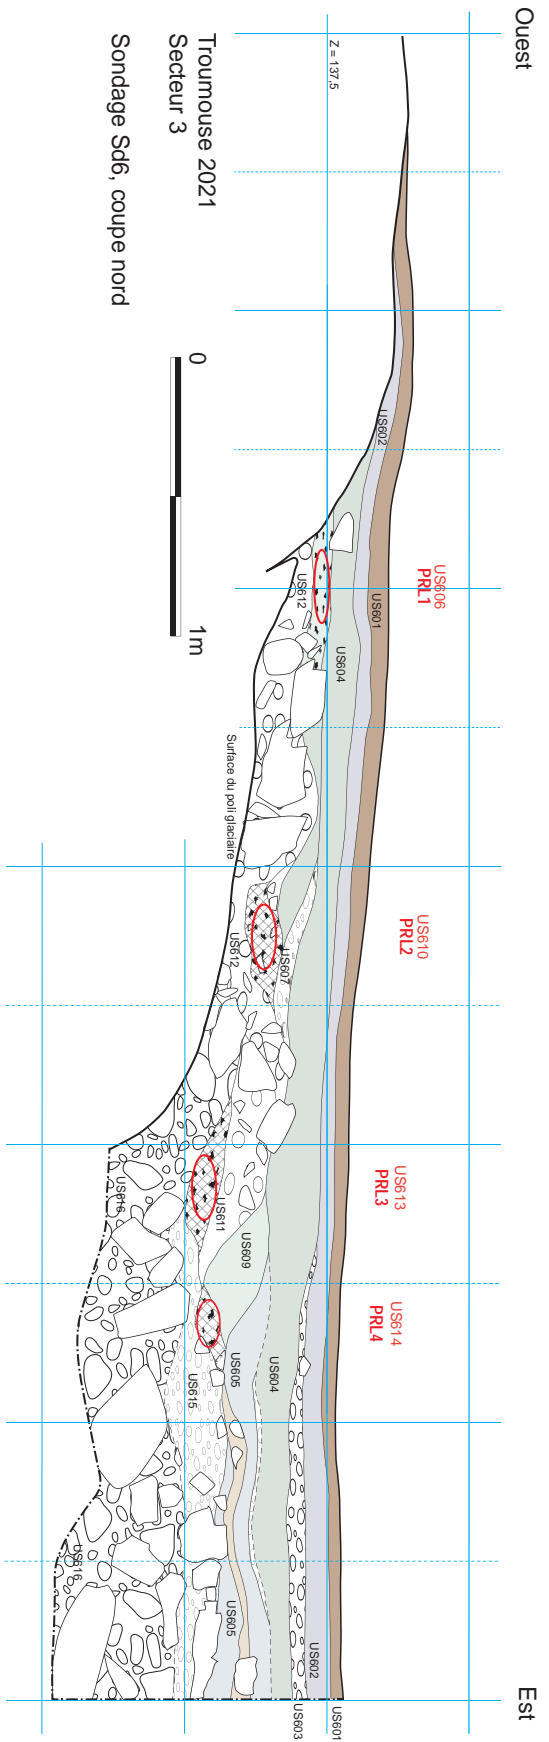 Ouest
Est
Z = 137,5
Troumouse 2021
Secteur 3
Sondage Sd6, coupe nord
0
1m
US602
US606
PRL1
US601
US604
US612
Surface du poli glaciaire
US610
PRL2
US607
US612
US613
PRL3
US611
US616
US609
US614
PRL4
US604
US605
US615
US616
US605
US602
US601
US603